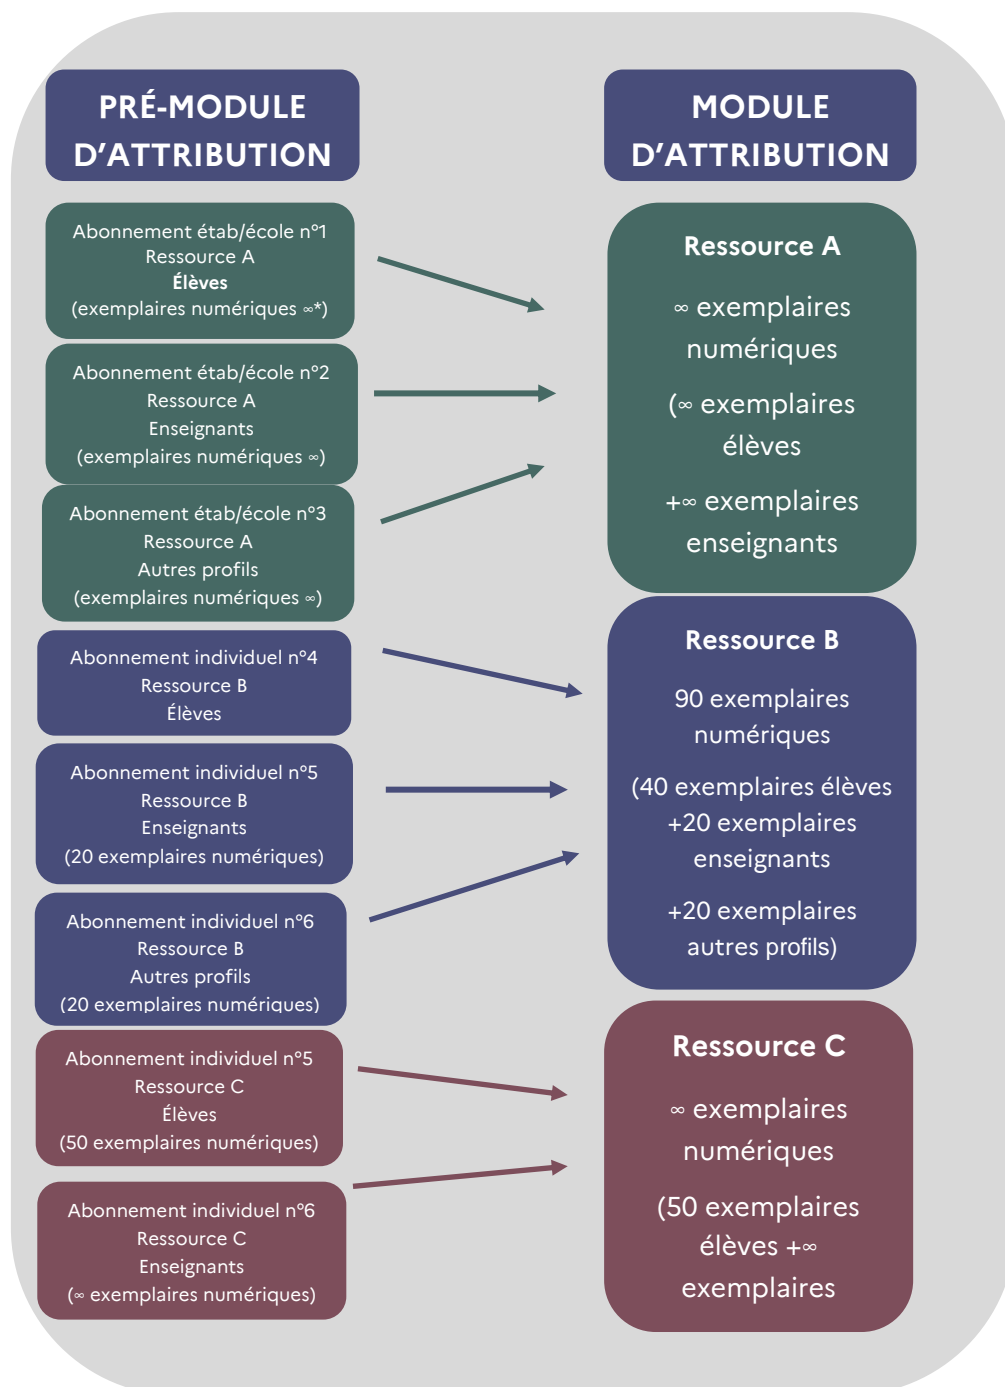 PRÉ-MODULE
D'ATTRIBUTION
Abonnement étab/école n°1
Ressource A
Élèves
(exemplaires numériques ∞*)
Abonnement étab/école n°2
Ressource A
Enseignants
(exemplaires numériques ∞)
Abonnement étab/école n°3
Ressource A
Autres profils
(exemplaires numériques ∞)
Abonnement individuel n°4
Ressource B
Élèves
Abonnement individuel n°5
Ressource B
Enseignants
(20 exemplaires numériques)
Abonnement individuel n°6
Ressource B
Autres profils
(20 exemplaires numériques)
Abonnement individuel n°5
Ressource C
Élèves
(50 exemplaires numériques)
Abonnement individuel n°6
Ressource C
Enseignants
(∞ exemplaires numériques)
MODULE
D'ATTRIBUTION
Ressource A
∞ exemplaires
numériques
(∞ exemplaires
élèves
+∞ exemplaires
enseignants
Ressource B
90 exemplaires
numériques
(40 exemplaires élèves
+20 exemplaires
enseignants
+20 exemplaires
autres profils)
Ressource C
∞ exemplaires
numériques
(50 exemplaires
élèves +∞
exemplaires